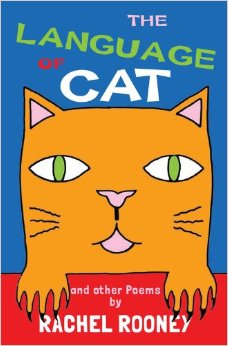 THE
LANGUAGE
OF
CAT
and other Poems
by
RACHEL ROONEY